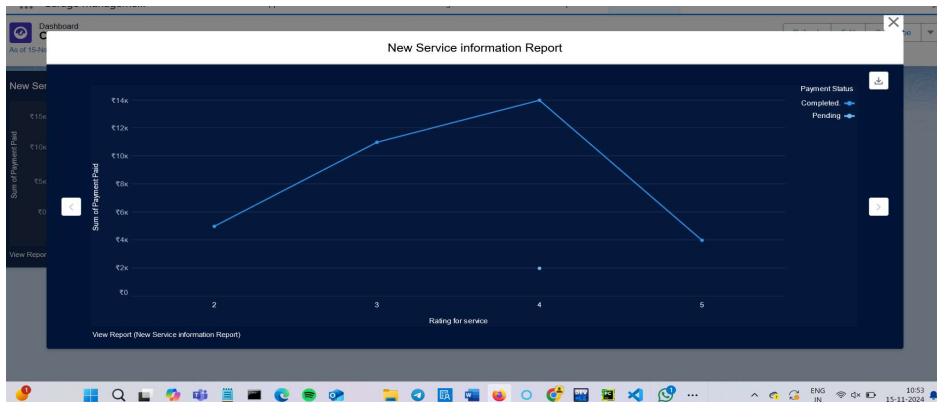 Dashboard
As of 15-No
New Service information Report
New Ser
Sum of Payment Paid
₹15K
₹10K
₹5K
₹0
View Repor
Sum of Payment Paid
₹14K
₹12K
₹10K
₹8K
₹6K
₹4K
₹2K
₹0
2 3 4 5
Rating for service
Payment Status
Completed.
Pending
View Report (New Service information Report)
1
ENG
IN
10:53
15-11-2024